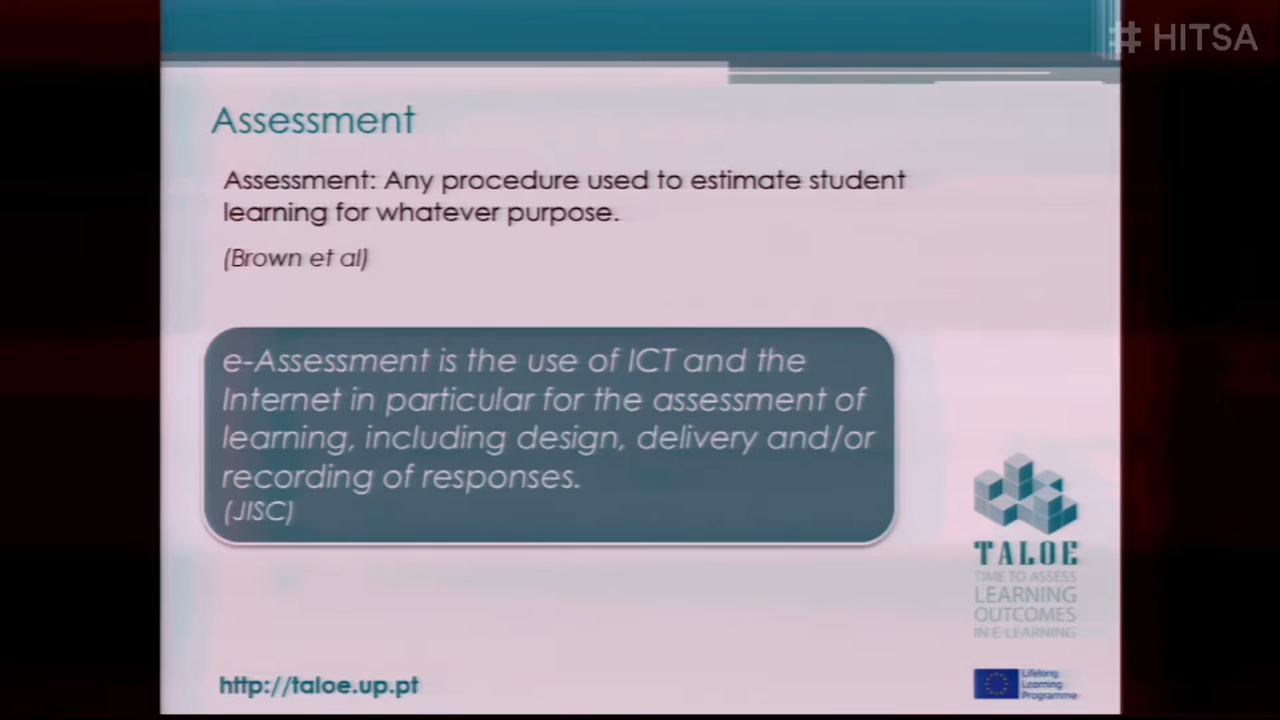 # HITSA
Assessment
Assessment: Any procedure used to estimate student
learning for whatever purpose.
(Brown et al)
e-Assessment is the use of ICT and the
Internet in particular for the assessment of
learning, including design, delivery and/or
recording of responses.
(JISC)
TALOE
TIME TO ASSESS
LEARNING
OUTCOMES
IN E-LEARNING
http://taloe.up.pt
Lifelong
Learning
Programme